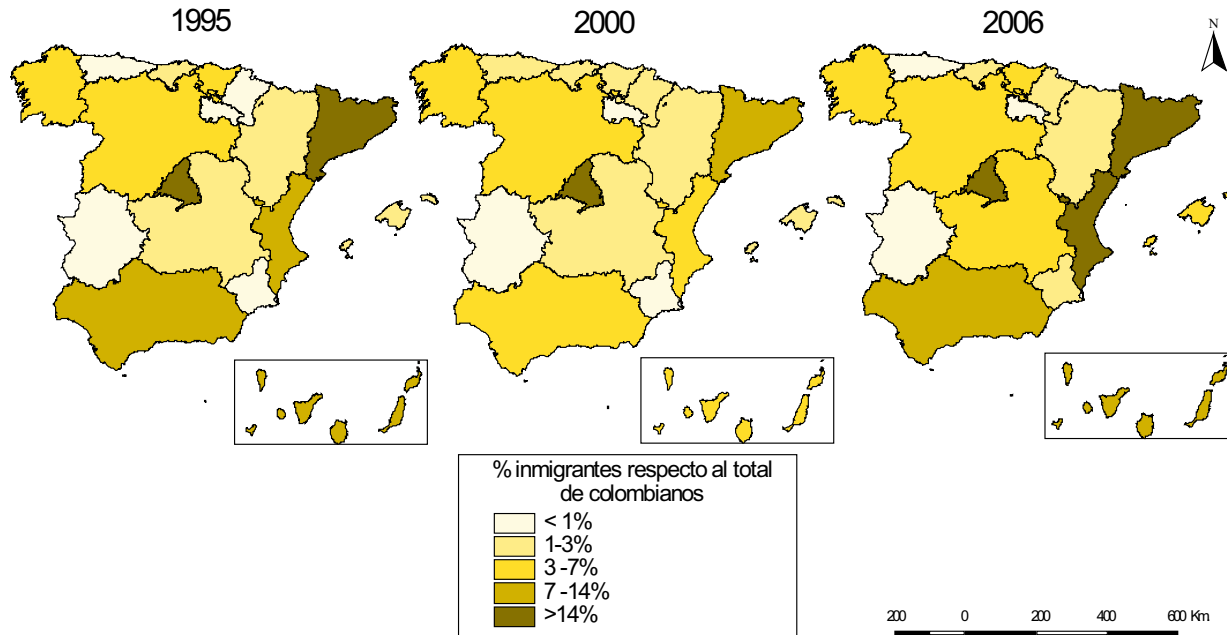 1995
2000
2006
N
% inmigrantes respecto al total
de colombianos
< 1%
1-3%
3 -7%
7 -14%
>14%
200 0 200 400 600 Km